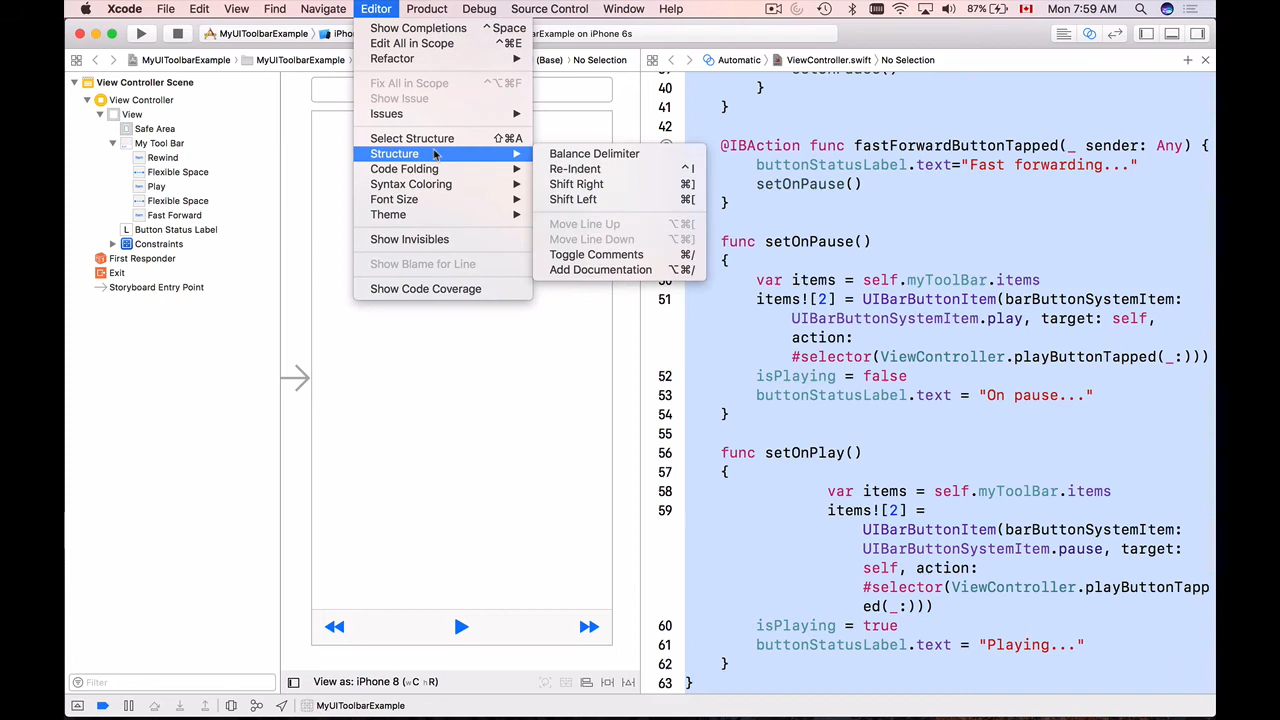 Xcode File Edit View Find Navigate Editor Product Debug Source Control Window Help 87% Mon 7:59 AM
MyUIToolbarExample iPho
arExample on iPhone 6s
MyUIToolbarExample MyUIToolbarExample (Base) No Selection
Automatic ViewController.swift No Selection
View Controller Scene
View Controller
View
Safe Area
My Tool Bar
Rewind
Flexible Space
Play
Flexible Space
Fast Forward
Button Status Label
Constraints
First Responder
Exit
Storyboard Entry Point
Filter
Show Completions ^Space
Edit All in Scope ^⌘E
Refactor
Fix All in Scope ^⌥⌘F
Show Issue
Issues
Select Structure ⇧⌘A
Structure
Code Folding
Syntax Coloring
Font Size
Theme
Show Invisibles
Show Blame for Line
Show Code Coverage
Balance Delimiter
Re-Indent ^I
Shift Right ⌘]
Shift Left ⌘[
Move Line Up ⌥⌘[
Move Line Down ⌥⌘]
Toggle Comments ⌘/
Add Documentation ⌥⌘/
View as: iPhone 8 (wC hR)
40 }
41 }
42
@IBAction func fastForwardButtonTapped(_ sender: Any) {
buttonStatusLabel.text="Fast forwarding..."
setOnPause()
}
func setOnPause()
{
var items = self.myToolBar.items
51 items![2] = UIBarButtonItem(barButtonSystemItem:
UIBarButtonSystemItem.play, target: self,
action:
#selector(ViewController.playButtonTapped(_:)))
52 isPlaying = false
53 buttonStatusLabel.text = "On pause..."
54 }
55
56 func setOnPlay()
57 {
58 var items = self.myToolBar.items
59 items![2] =
UIBarButtonItem(barButtonSystemItem:
UIBarButtonSystemItem.pause, target:
self, action:
#selector(ViewController.playButtonTapp
ed(_:)))
60 isPlaying = true
61 buttonStatusLabel.text = "Playing..."
62 }
63 }
MyUIToolbarExample